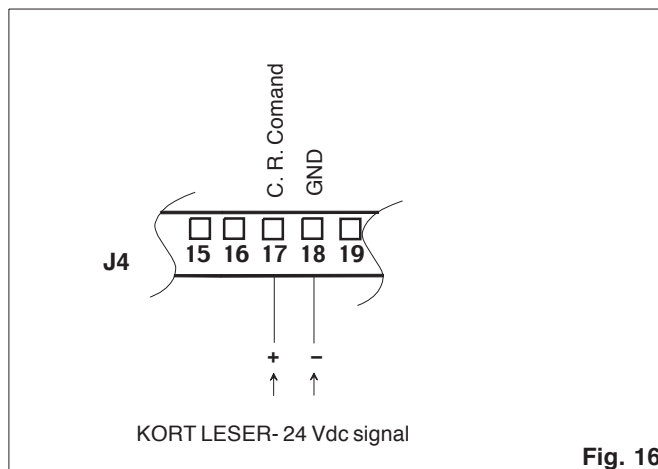 C. R. Comand
GND
J4
15 16 17 18 19
+ –
KORT LESER- 24 Vdc signal
Fig. 16